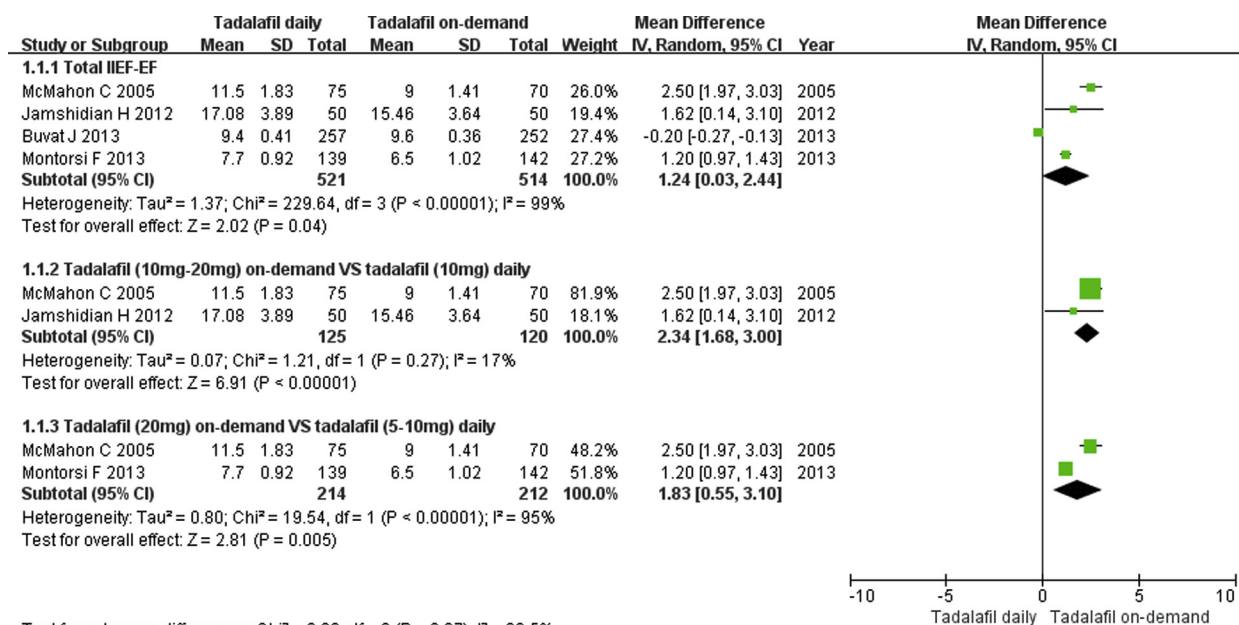 Tadalafil daily Tadalafil on-demand Mean Difference Mean Difference
Study or Subgroup Mean SD Total Mean SD Total Weight IV, Random, 95% CI Year IV, Random, 95% CI
1.1.1 Total IIEF-EF
McMahon C 2005 11.5 1.83 75 9 1.41 70 26.0% 2.50 [1.97, 3.03] 2005
Jamshidian H 2012 17.08 3.89 50 15.46 3.64 50 19.4% 1.62 [0.14, 3.10] 2012
Buvat J 2013 9.4 0.41 257 9.6 0.36 252 27.4% -0.20 [-0.27, -0.13] 2013
Montorsi F 2013 7.7 0.92 139 6.5 1.02 142 27.2% 1.20 [0.97, 1.43] 2013
Subtotal (95% CI) 521 514 100.0% 1.24 [0.03, 2.44]
Heterogeneity: Tau² = 1.37; Chi² = 229.64, df = 3 (P < 0.00001); I² = 99%
Test for overall effect: Z = 2.02 (P = 0.04)
1.1.2 Tadalafil (10mg-20mg) on-demand VS tadalafil (10mg) daily
McMahon C 2005 11.5 1.83 75 9 1.41 70 81.9% 2.50 [1.97, 3.03] 2005
Jamshidian H 2012 17.08 3.89 50 15.46 3.64 50 18.1% 1.62 [0.14, 3.10] 2012
Subtotal (95% CI) 125 120 100.0% 2.34 [1.68, 3.00]
Heterogeneity: Tau² = 0.07; Chi² = 1.21, df = 1 (P = 0.27); I² = 17%
Test for overall effect: Z = 6.91 (P < 0.00001)
1.1.3 Tadalafil (20mg) on-demand VS tadalafil (5-10mg) daily
McMahon C 2005 11.5 1.83 75 9 1.41 70 48.2% 2.50 [1.97, 3.03] 2005
Montorsi F 2013 7.7 0.92 139 6.5 1.02 142 51.8% 1.20 [0.97, 1.43] 2013
Subtotal (95% CI) 214 212 100.0% 1.83 [0.55, 3.10]
Heterogeneity: Tau² = 0.80; Chi² = 19.54, df = 1 (P < 0.00001); I² = 95%
Test for overall effect: Z = 2.81 (P = 0.005)
-10 -5 0 5 10
Tadalafil daily Tadalafil on-demand